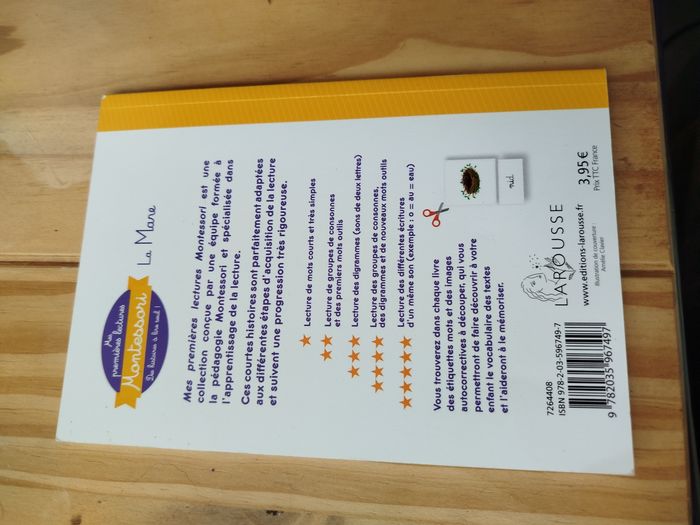 Mes
premières lectures
Montessori
Des lectures à lire seul !
La Mare
Mes premières lectures Montessori est une
collection conçue par une équipe formée à
la pédagogie Montessori et spécialisée dans
l'apprentissage de la lecture.
Ces courtes histoires sont parfaitement adaptées
aux différentes étapes d'acquisition de la lecture
et suivent une progression très rigoureuse.
Lecture de mots courts et très simples
Lecture de groupes de consonnes
et des premiers mots outils
Lecture des digrammes (sons de deux lettres)
Lecture des groupes de consonnes,
des digrammes et de nouveaux mots outils
Lecture des différentes écritures
d'un même son (exemple : o = au = eau)
Vous trouverez dans chaque livre
des étiquettes mots et des images
autocorrectives à découper, qui vous
permettront de faire découvrir à votre
enfant le vocabulaire des textes
et l'aideront à le mémoriser.
nid
7264408
ISBN 978-2-03-596749-7
9 782035 967497
LAROUSSE
www.editions-larousse.fr
Illustration de couverture :
Amélie Clavier
3,95 €
Prix TTC France